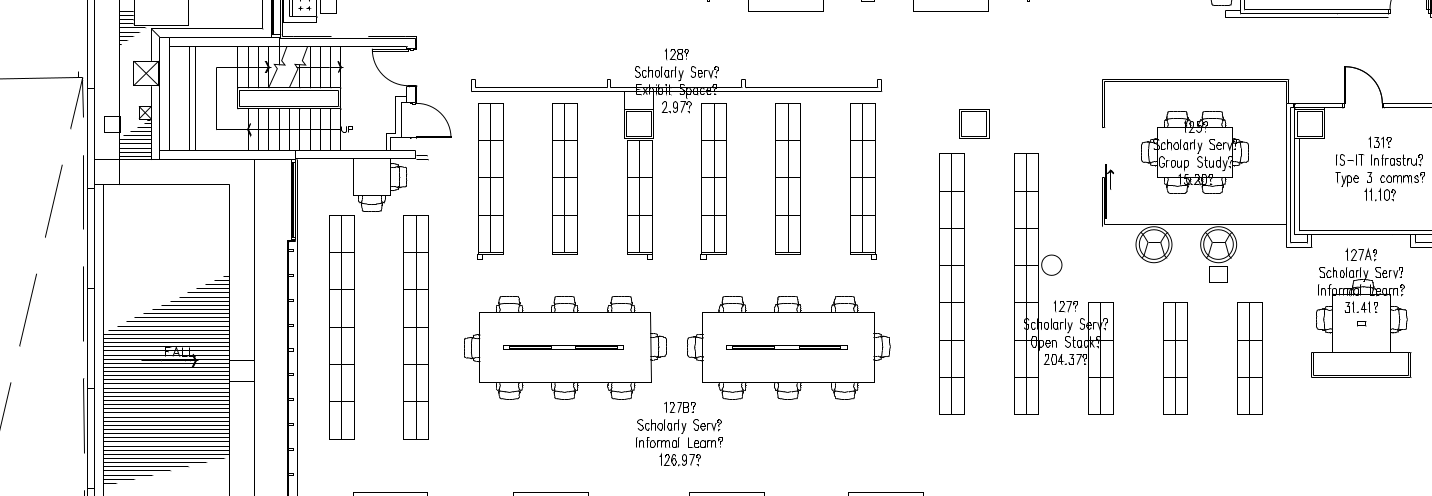 128?
Scholarly Serv?
Exhibit Space?
2.97?
UP
125?
Scholarly Serv?
Group Study?
15.20?
131?
IS-IT Infrastru?
Type 3 comms?
11.10?
127A?
Scholarly Serv?
Informal Learn?
31.41?
127?
Scholarly Serv?
Open Stack?
204.37?
FALL
127B?
Scholarly Serv?
Informal Learn?
126.97?